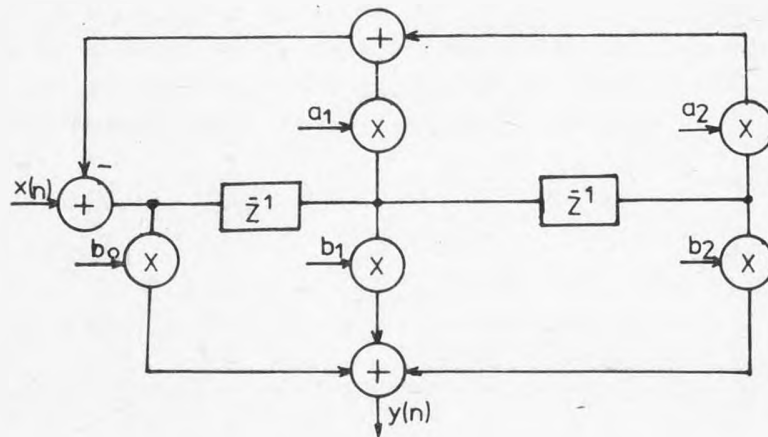 +
a1 × a2 ×
-
x(n) + z̄1 z̄1
b0 × b1 × b2 ×
+
y(n)